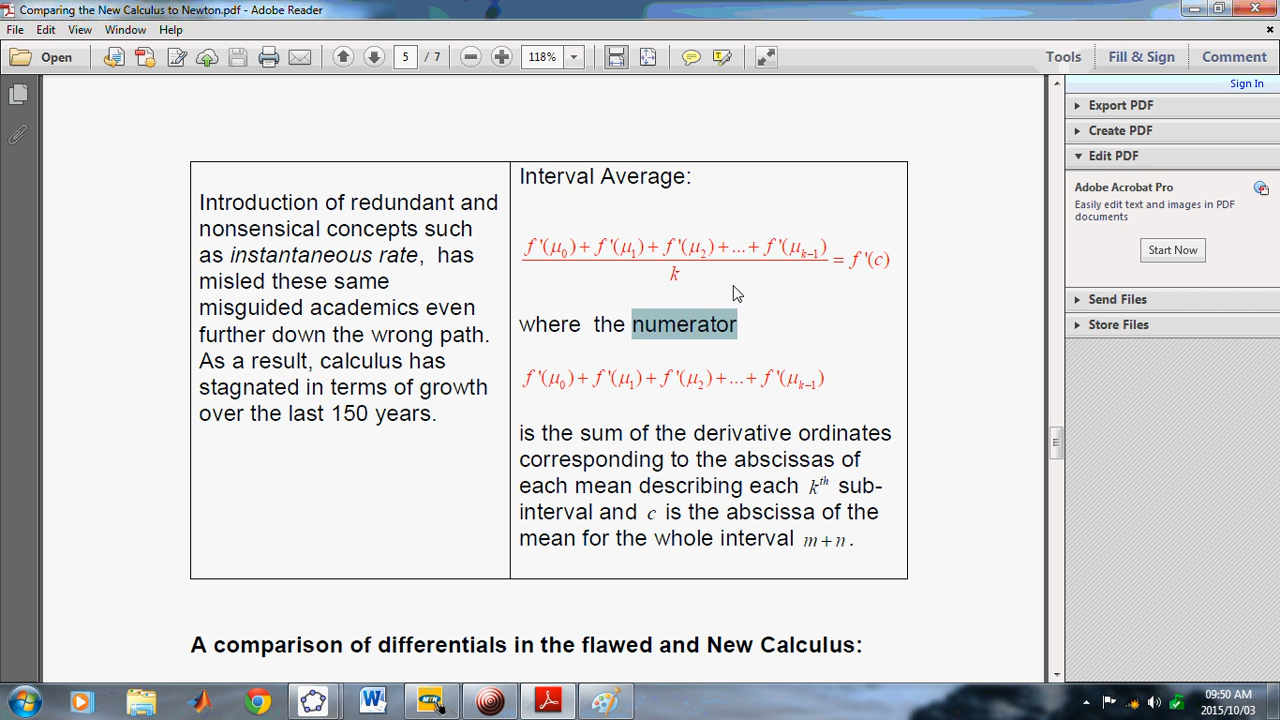 Comparing the New Calculus to Newton.pdf - Adobe Reader
File Edit View Window Help
Open 5 / 7 118% Tools Fill & Sign Comment
Sign In
Export PDF
Create PDF
Edit PDF
Adobe Acrobat Pro
Easily edit text and images in PDF
documents
Start Now
Send Files
Store Files
Introduction of redundant and
nonsensical concepts such
as instantaneous rate, has
misled these same
misguided academics even
further down the wrong path.
As a result, calculus has
stagnated in terms of growth
over the last 150 years.
Interval Average:
f'(μ₀)+f'(μ₁)+f'(μ₂)+...+f'(μₖ₋₁)
k
= f'(c)
where the numerator
f'(μ₀)+f'(μ₁)+f'(μ₂)+...+f'(μₖ₋₁)
is the sum of the derivative ordinates
corresponding to the abscissas of
each mean describing each kᵗʰ sub-
interval and c is the abscissa of the
mean for the whole interval m+n.
A comparison of differentials in the flawed and New Calculus:
09:50 AM
2015/10/03